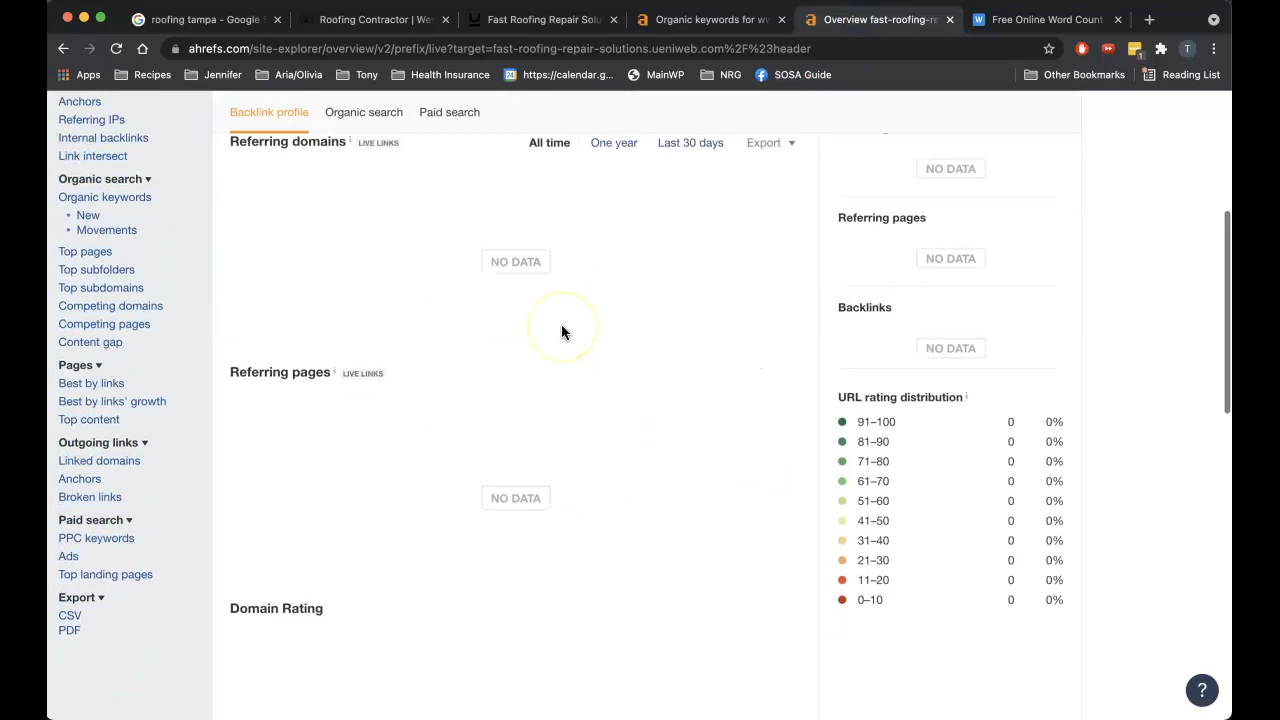 roofing tampa - Google
Roofing Contractor | We
Fast Roofing Repair Solu
Organic keywords for w
Overview fast-roofing-re
Free Online Word Count
ahrefs.com/site-explorer/overview/v2/prefix/live?target=fast-roofing-repair-solutions.ueniweb.com%2F%23header
T
Apps
Recipes
Jennifer
Aria/Olivia
Tony
Health Insurance
https://calendar.g...
MainWP
NRG
SOSA Guide
Other Bookmarks
Reading List
Anchors
Referring IPs
Internal backlinks
Link intersect
Organic search
Organic keywords
New
Movements
Top pages
Top subfolders
Top subdomains
Competing domains
Competing pages
Content gap
Pages
Best by links
Best by links' growth
Top content
Outgoing links
Linked domains
Anchors
Broken links
Paid search
PPC keywords
Ads
Top landing pages
Export
CSV
PDF
Backlink profile
Organic search
Paid search
Referring domains i LIVE LINKS
All time
One year
Last 30 days
Export
NO DATA
Referring pages i LIVE LINKS
NO DATA
Domain Rating
NO DATA
Referring pages
NO DATA
Backlinks
NO DATA
URL rating distribution i
91–100 0 0%
81–90 0 0%
71–80 0 0%
61–70 0 0%
51–60 0 0%
41–50 0 0%
31–40 0 0%
21–30 0 0%
11–20 0 0%
0–10 0 0%
?